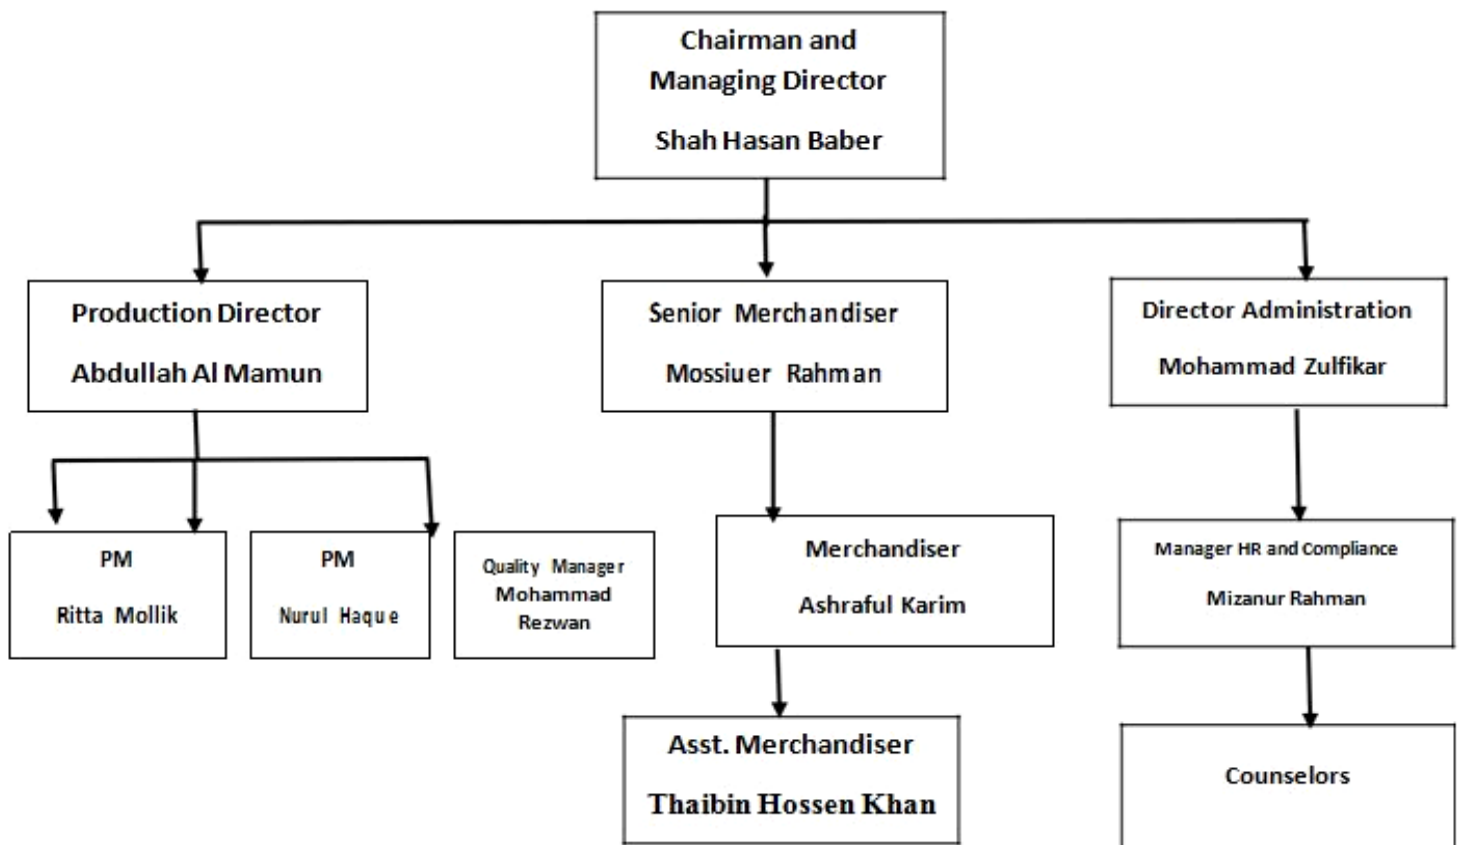 Chairman and
Managing Director
Shah Hasan Baber
Production Director
Abdullah Al Mamun
Senior Merchandiser
Mossiuer Rahman
Director Administration
Mohammad Zulfikar
PM
Ritta Mollik
PM
Nurul Haque
Quality Manager
Mohammad
Rezwan
Merchandiser
Ashraful Karim
Manager HR and Compliance
Mizanur Rahman
Asst. Merchandiser
Thaibin Hossen Khan
Counselors